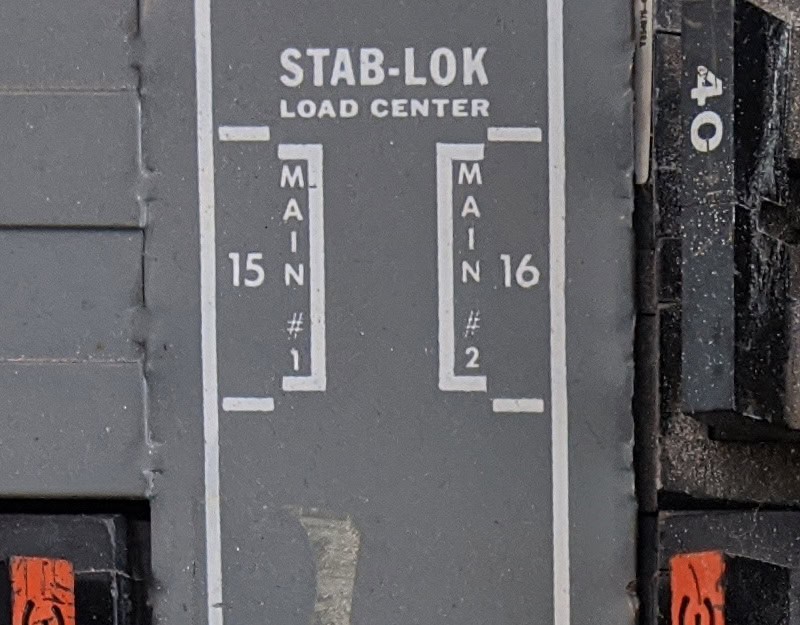 STAB-LOK
LOAD CENTER
15
MAIN #1
MAIN #2
16
40